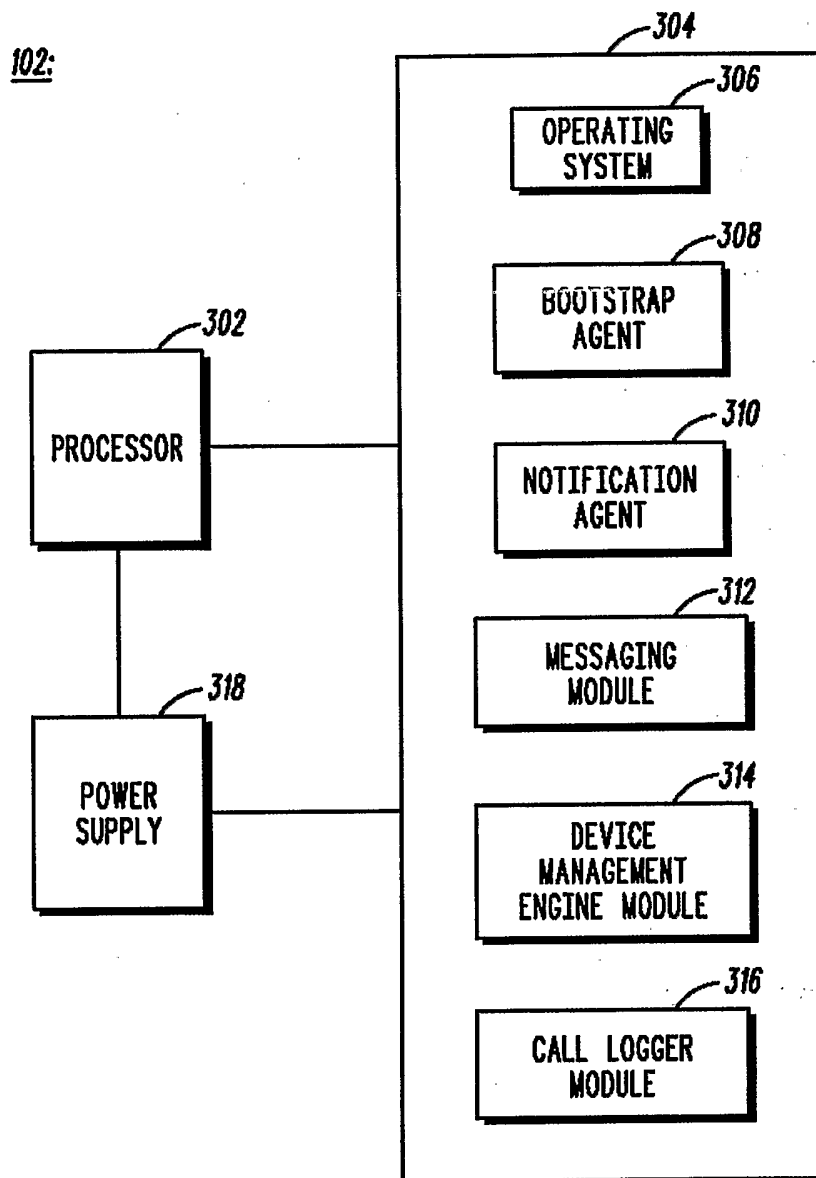 102:
304
306
OPERATING
SYSTEM
308
BOOTSTRAP
AGENT
302
PROCESSOR
310
NOTIFICATION
AGENT
312
MESSAGING
MODULE
318
POWER
SUPPLY
314
DEVICE
MANAGEMENT
ENGINE MODULE
316
CALL LOGGER
MODULE